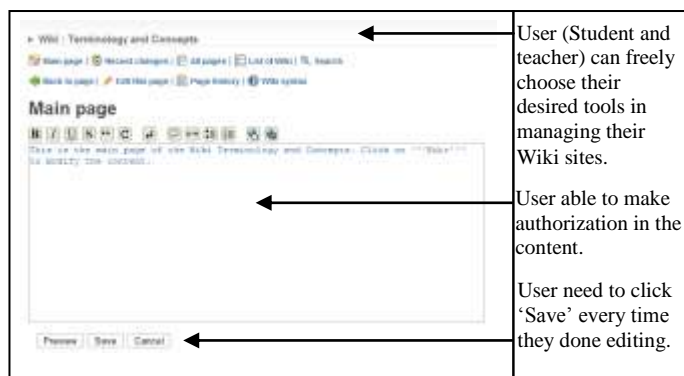 Wiki : Terminology and Concepts
Main page | Recent changes | All pages | List of Wiki | Search
Back to page | Edit this page | Page history | Wiki syntax
Main page
This is the main page of the Wiki Terminology and Concepts. Click on '''Edit'''
to modify the content.
Preview Save Cancel
User (Student and
teacher) can freely
choose their
desired tools in
managing their
Wiki sites.
User able to make
authorization in the
content.
User need to click
‘Save’ every time
they done editing.